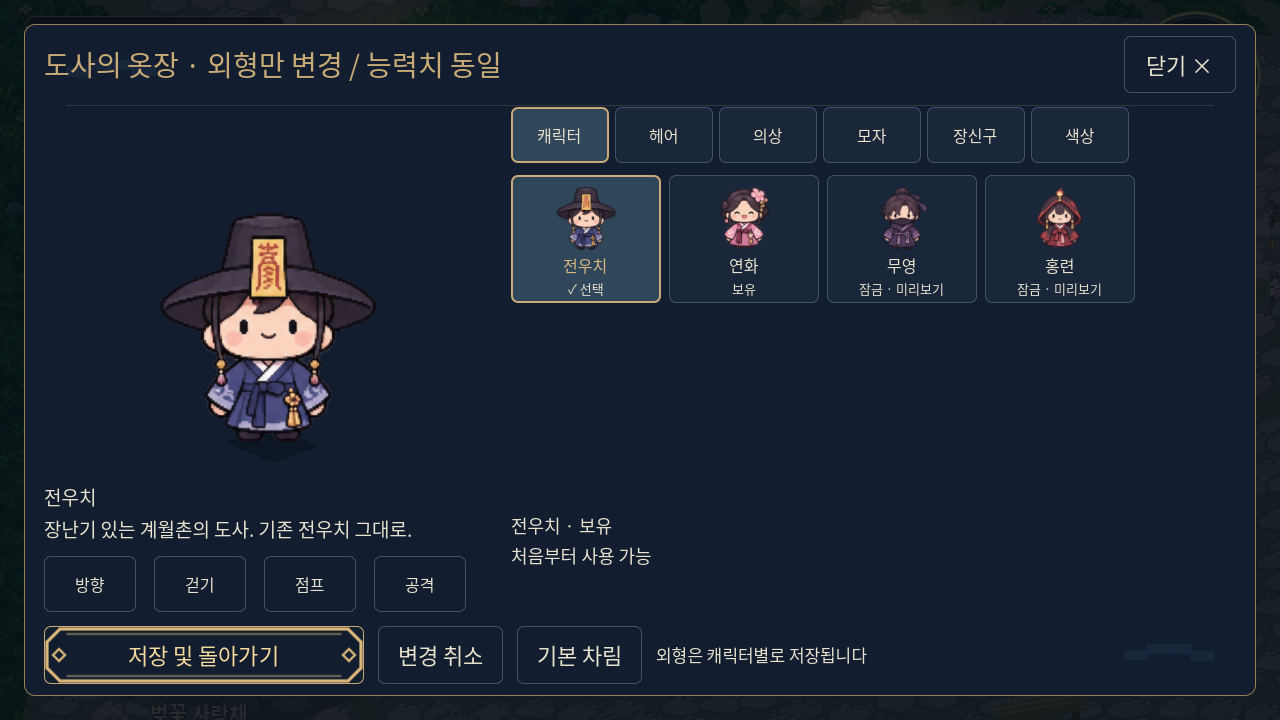 도사의 옷장 · 외형만 변경 / 능력치 동일
닫기 ×
캐릭터
헤어
의상
모자
장신구
색상
전우치
✓ 선택
연화
보유
무영
잠금 · 미리보기
홍련
잠금 · 미리보기
전우치
장난기 있는 계월촌의 도사. 기존 전우치 그대로.
전우치 · 보유
처음부터 사용 가능
방향
걷기
점프
공격
저장 및 돌아가기
변경 취소
기본 차림
외형은 캐릭터별로 저장됩니다
벚꽃 사랑채